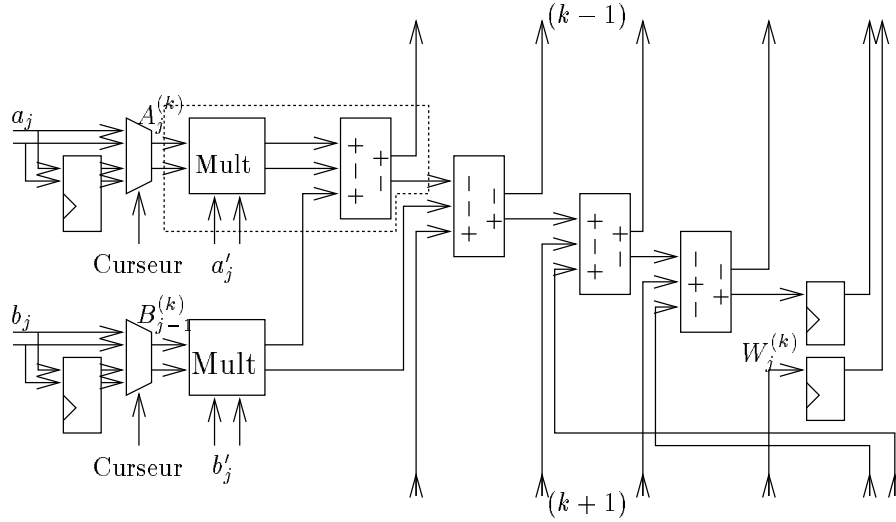 (k − 1)
a_j
A_j^{(k)}
Mult
+ − +
+ −
− − +
− +
Curseur
a'_j
+ − +
+ −
− + −
− +
b_j
B_{j−1}^{(k)}
Mult
W_j^{(k)}
Curseur
b'_j
(k + 1)